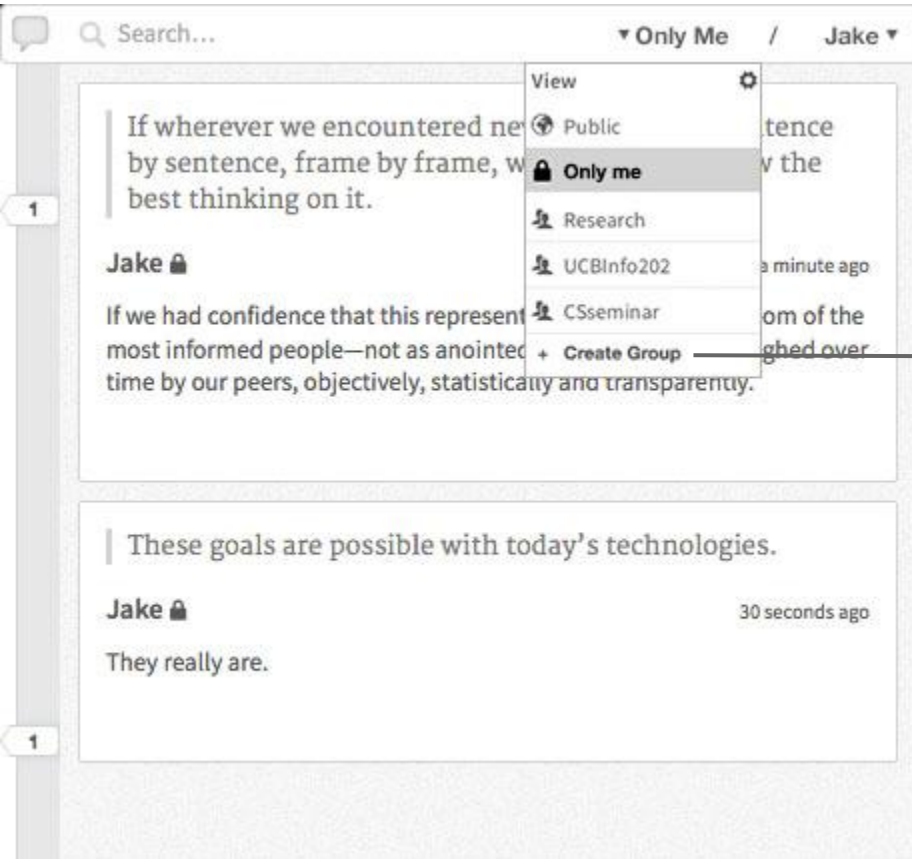 Search...
Only Me / Jake
View
Public
Only me
Research
UCBInfo202
CSseminar
+ Create Group
If wherever we encountered tence
by sentence, frame by frame, the
best thinking on it.
1
Jake
a minute ago
If we had confidence that this represent om of the
most informed people—not as anointed ghed over
time by our peers, objectively, statistically and transparently.
These goals are possible with today's technologies.
Jake
30 seconds ago
They really are.
1